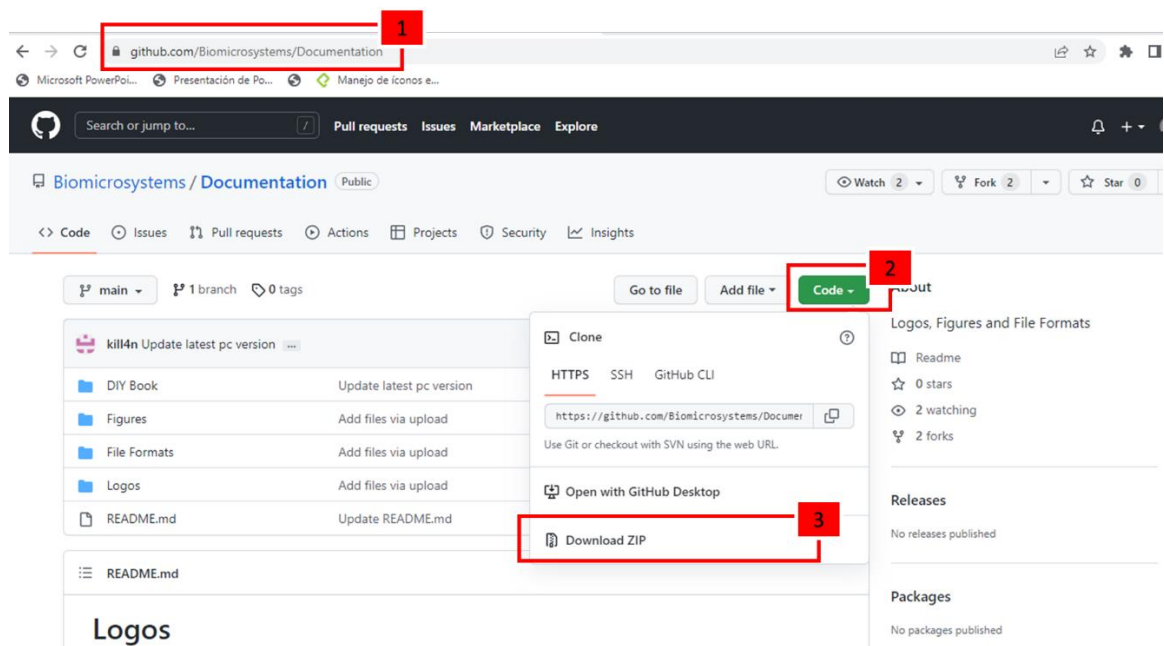 1
github.com/Biomicrosystems/Documentation
Microsoft PowerPoi... Presentación de Po... Manejo de íconos e...
Search or jump to... / Pull requests Issues Marketplace Explore
Biomicrosystems / Documentation Public
Watch 2 Fork 2 Star 0
Code Issues Pull requests Actions Projects Security Insights
2
main 1 branch 0 tags Go to file Add file Code
About
Logos, Figures and File Formats
Readme
0 stars
2 watching
2 forks
Releases
No releases published
Packages
No packages published
kill4n Update latest pc version ...
DIY Book Update latest pc version
Figures Add files via upload
File Formats Add files via upload
Logos Add files via upload
README.md Update README.md
Clone
HTTPS SSH GitHub CLI
https://github.com/Biomicrosystems/Documen
Use Git or checkout with SVN using the web URL.
Open with GitHub Desktop
3
Download ZIP
README.md
Logos